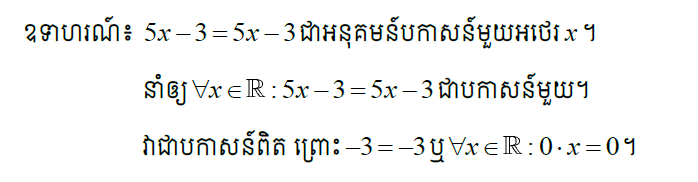 ឧទាហរណ៍៖ 5x − 3 = 5x − 3 ជាអនុគមន៍បកាសន៍មួយអថេរ x ។
នាំឲ្យ ∀x ∈ ℝ : 5x − 3 = 5x − 3 ជាបកាសន៍មួយ។
វាជាបកាសន៍ពិត ព្រោះ −3 = −3 ឬ ∀x ∈ ℝ : 0 · x = 0 ។